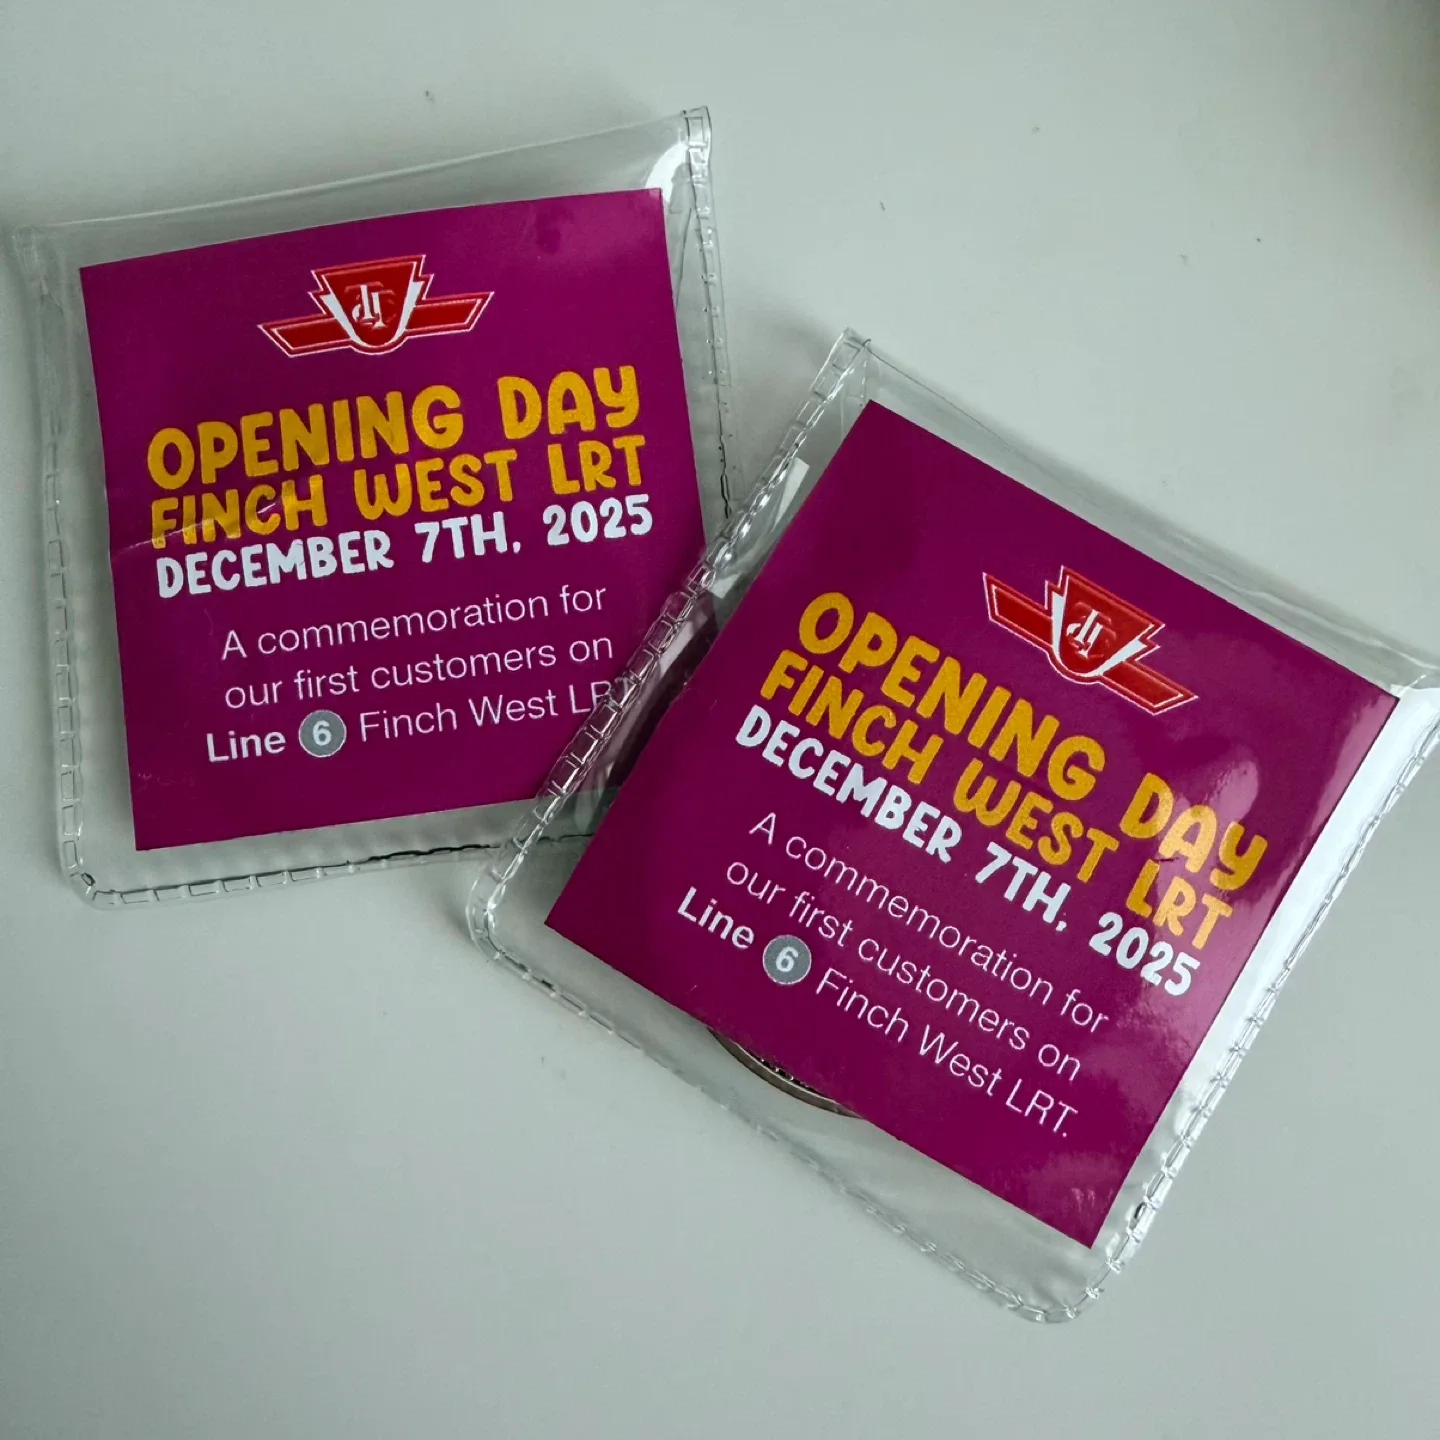 TTC
OPENING DAY
FINCH WEST LRT
DECEMBER 7TH, 2025
A commemoration for
our first customers on
Line 6 Finch West LRT
TTC
OPENING DAY
FINCH WEST LRT
DECEMBER 7TH, 2025
A commemoration for
our first customers on
Line 6 Finch West LRT.